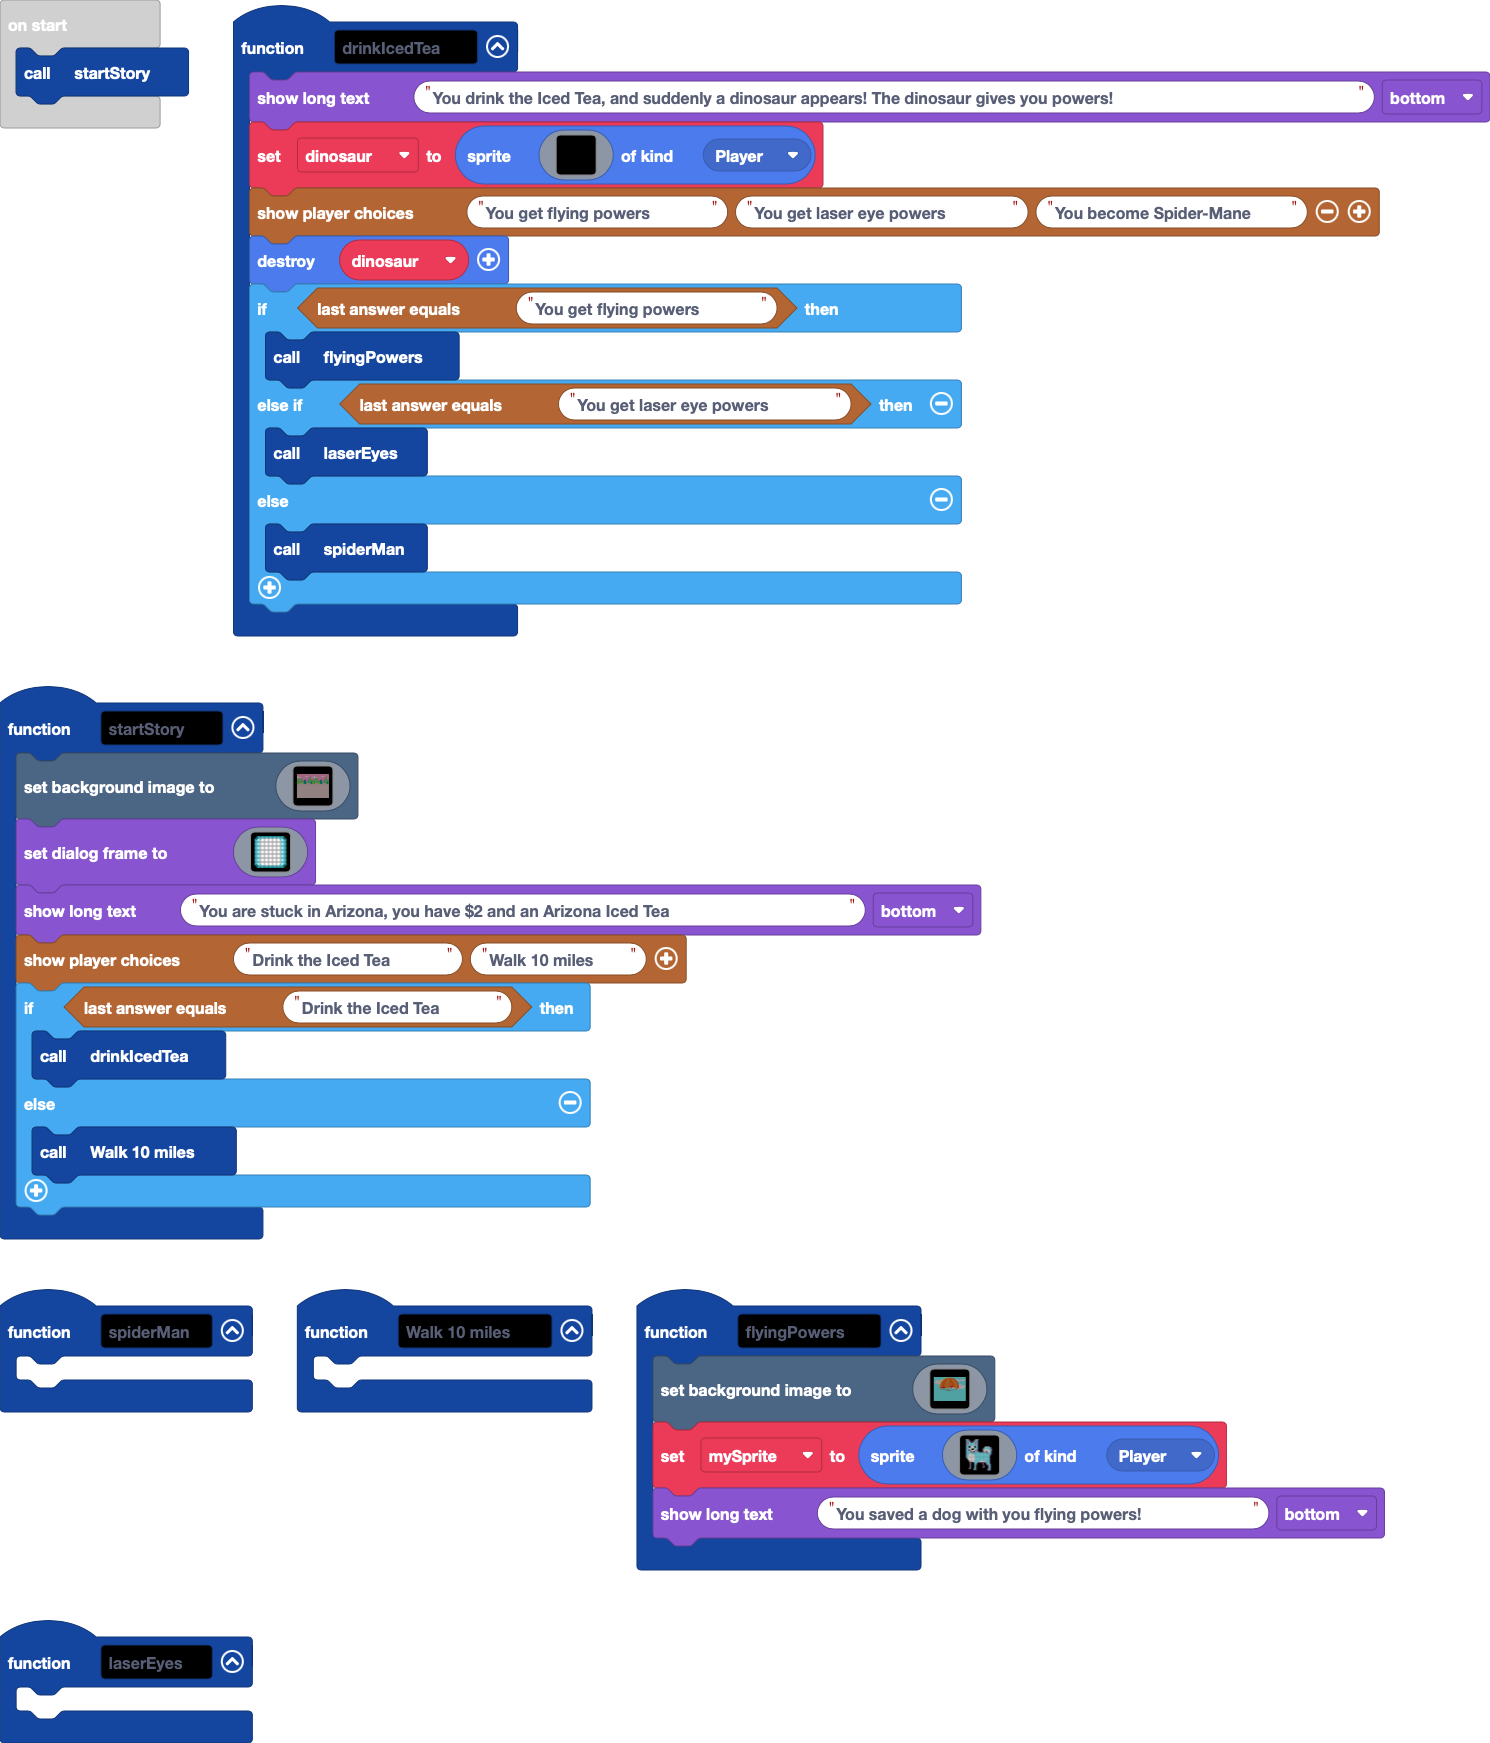 on start
call startStory
function drinkIcedTea
show long text "You drink the Iced Tea, and suddenly a dinosaur appears! The dinosaur gives you powers!" bottom
set dinosaur to sprite of kind Player
show player choices "You get flying powers" "You get laser eye powers" "You become Spider-Mane"
destroy dinosaur
if last answer equals "You get flying powers" then
call flyingPowers
else if last answer equals "You get laser eye powers" then
call laserEyes
else
call spiderMan
function startStory
set background image to
set dialog frame to
show long text "You are stuck in Arizona, you have $2 and an Arizona Iced Tea" bottom
show player choices "Drink the Iced Tea" "Walk 10 miles"
if last answer equals "Drink the Iced Tea" then
call drinkIcedTea
else
call Walk 10 miles
function spiderMan
function Walk 10 miles
function flyingPowers
set background image to
set mySprite to sprite of kind Player
show long text "You saved a dog with you flying powers!" bottom
function laserEyes